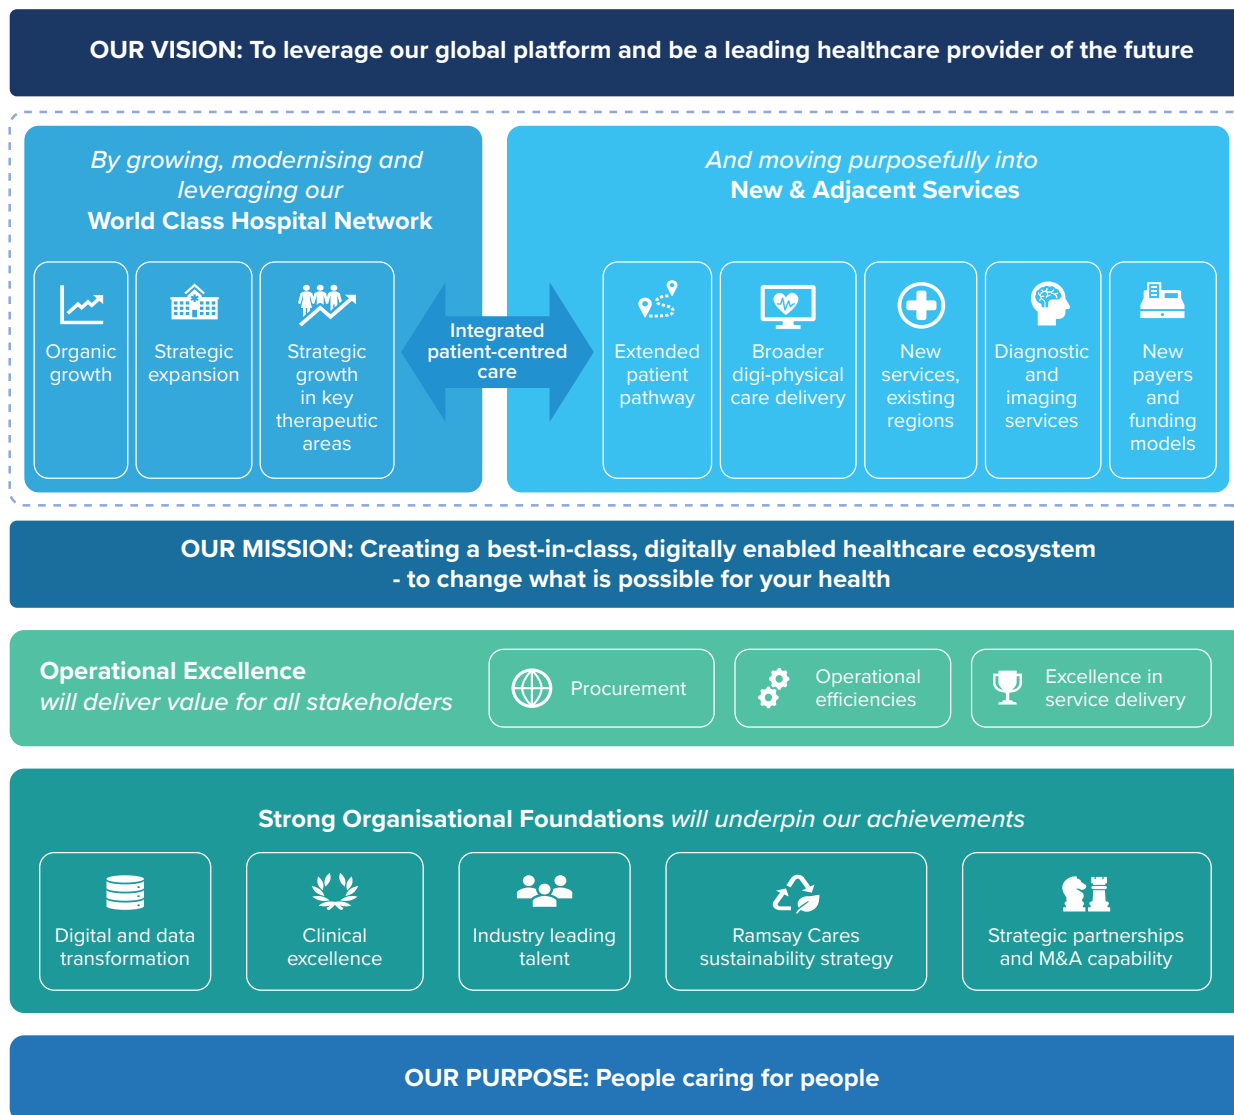 OUR VISION: To leverage our global platform and be a leading healthcare provider of the future
By growing, modernising and
leveraging our
World Class Hospital Network
Organic
growth
Strategic
expansion
Strategic
growth
in key
therapeutic
areas
Integrated
patient-centred
care
And moving purposefully into
New & Adjacent Services
Extended
patient
pathway
Broader
digi-physical
care delivery
New
services,
existing
regions
Diagnostic
and
imaging
services
New
payers
and
funding
models
OUR MISSION: Creating a best-in-class, digitally enabled healthcare ecosystem
- to change what is possible for your health
Operational Excellence
will deliver value for all stakeholders
Procurement
Operational
efficiencies
Excellence in
service delivery
Strong Organisational Foundations will underpin our achievements
Digital and data
transformation
Clinical
excellence
Industry leading
talent
Ramsay Cares
sustainability strategy
Strategic partnerships
and M&A capability
OUR PURPOSE: People caring for people